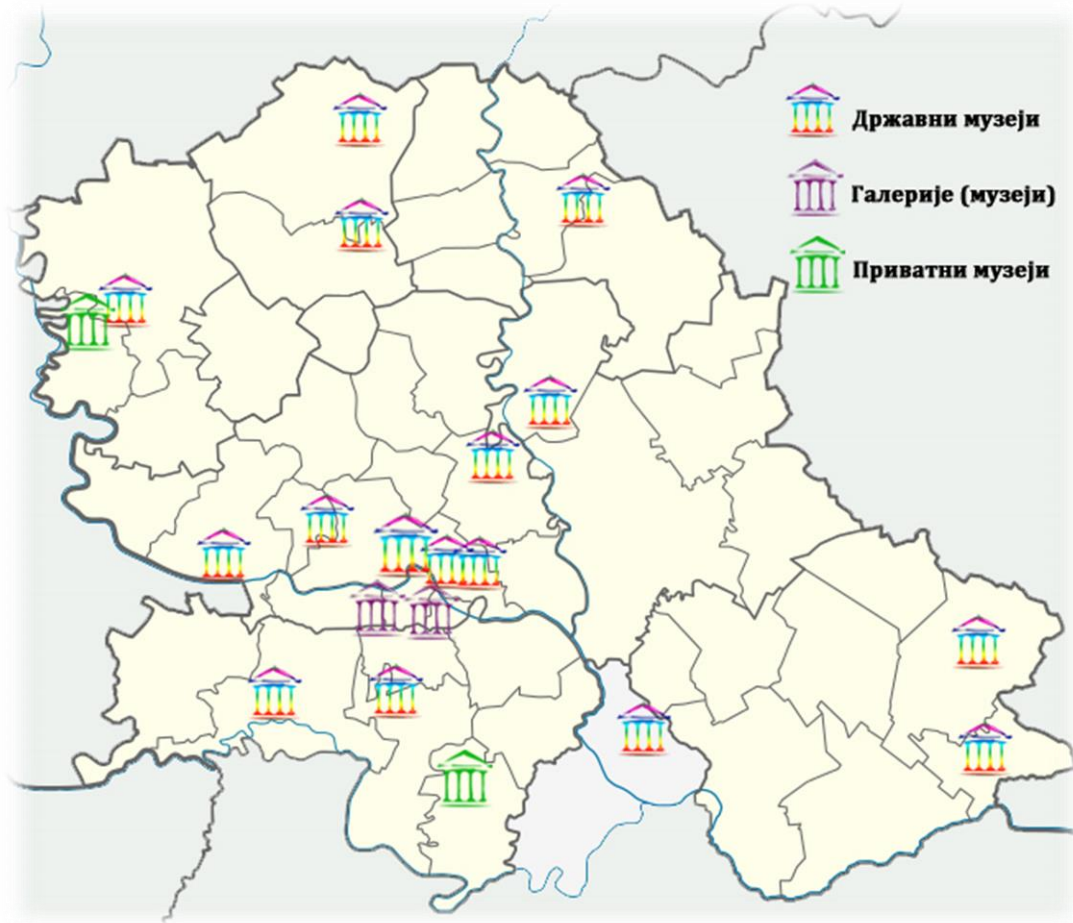 Државни музеји
Галерије (музеји)
Приватни музеји